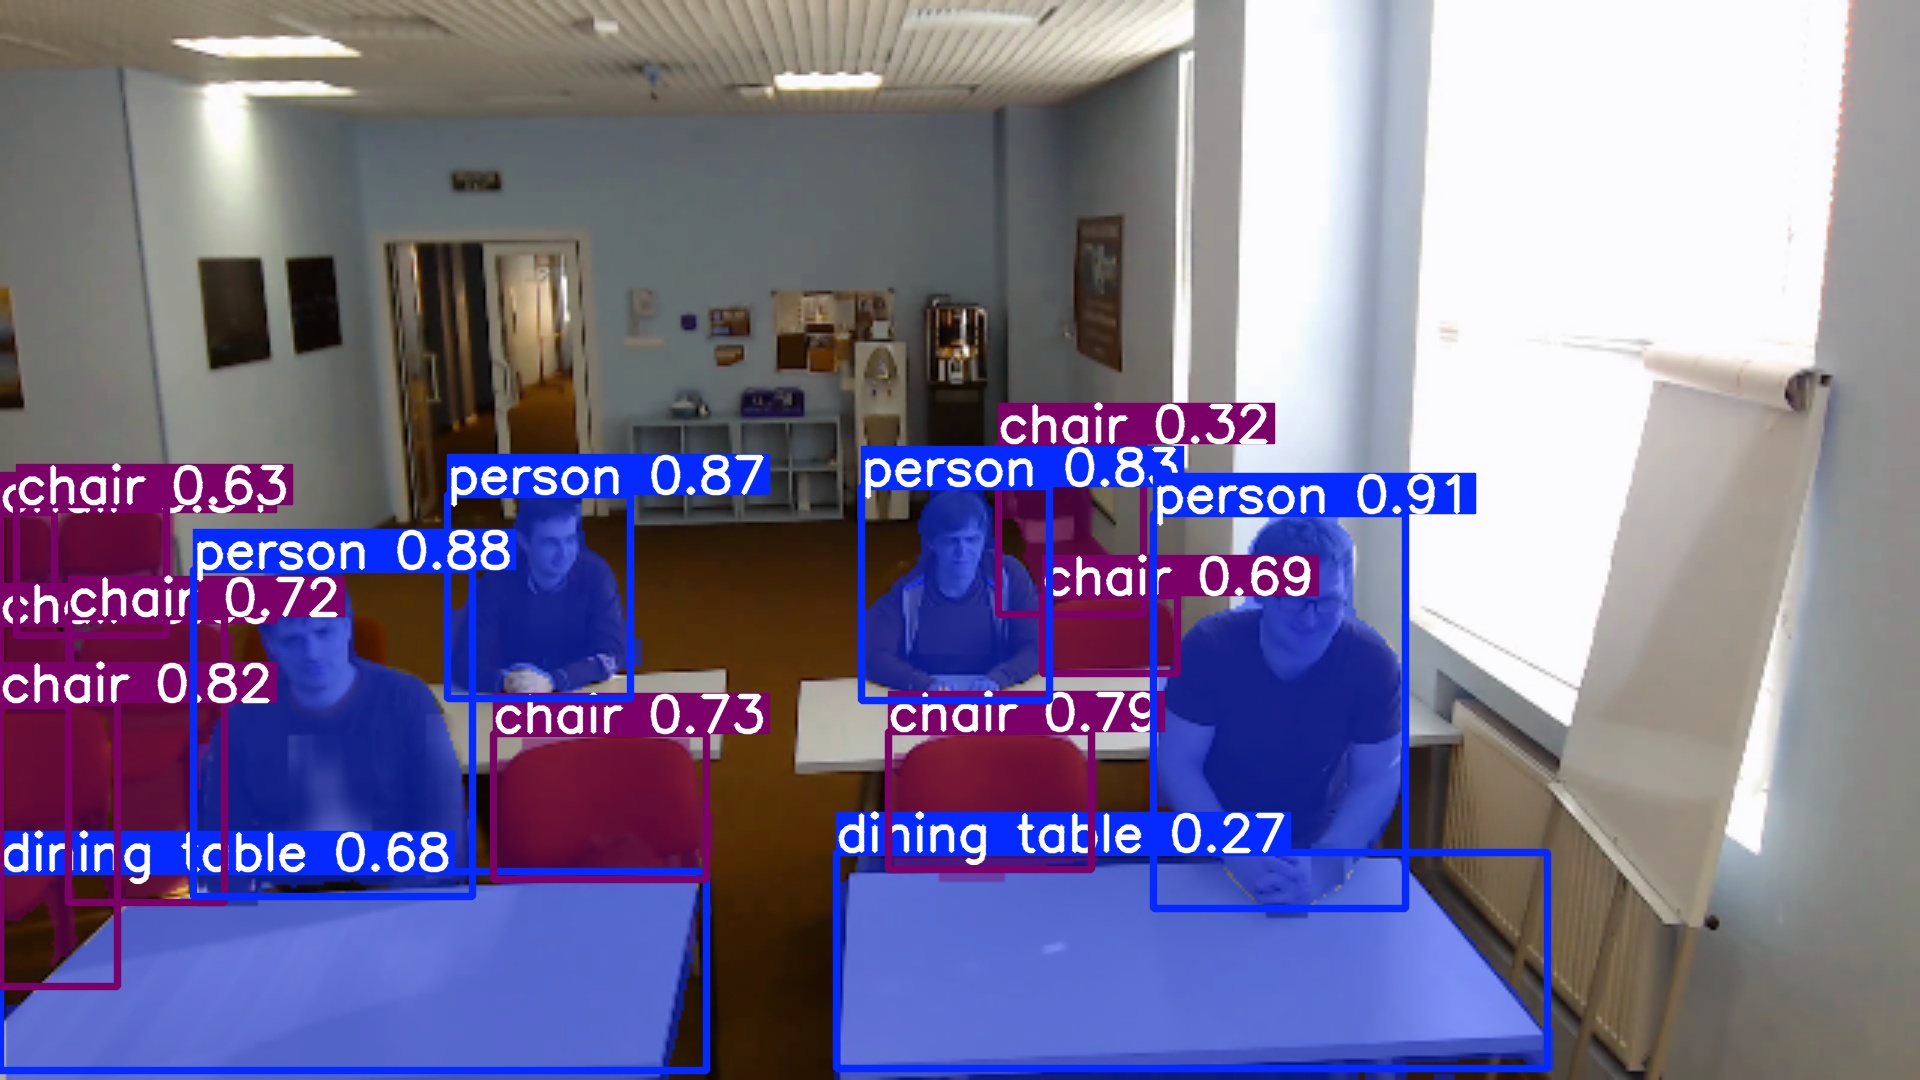 chair 0.32
person 0.87
person 0.83
chair 0.63
person 0.91
person 0.88
chair 0.69
chair 0.72
chair 0.82
chair 0.73
chair 0.79
dining table 0.27
dining table 0.68